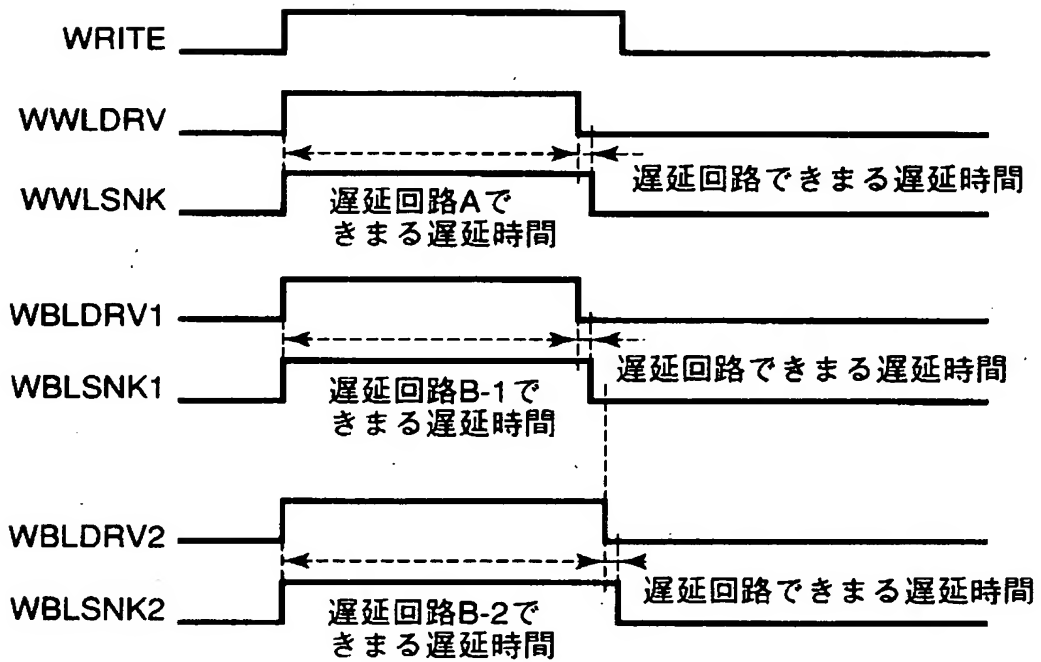 WRITE
WWLDRV
遅延回路できまる遅延時間
WWLSNK
遅延回路Aで
きまる遅延時間
WBLDRV1
遅延回路できまる遅延時間
WBLSNK1
遅延回路B-1で
きまる遅延時間
WBLDRV2
遅延回路できまる遅延時間
WBLSNK2
遅延回路B-2で
きまる遅延時間